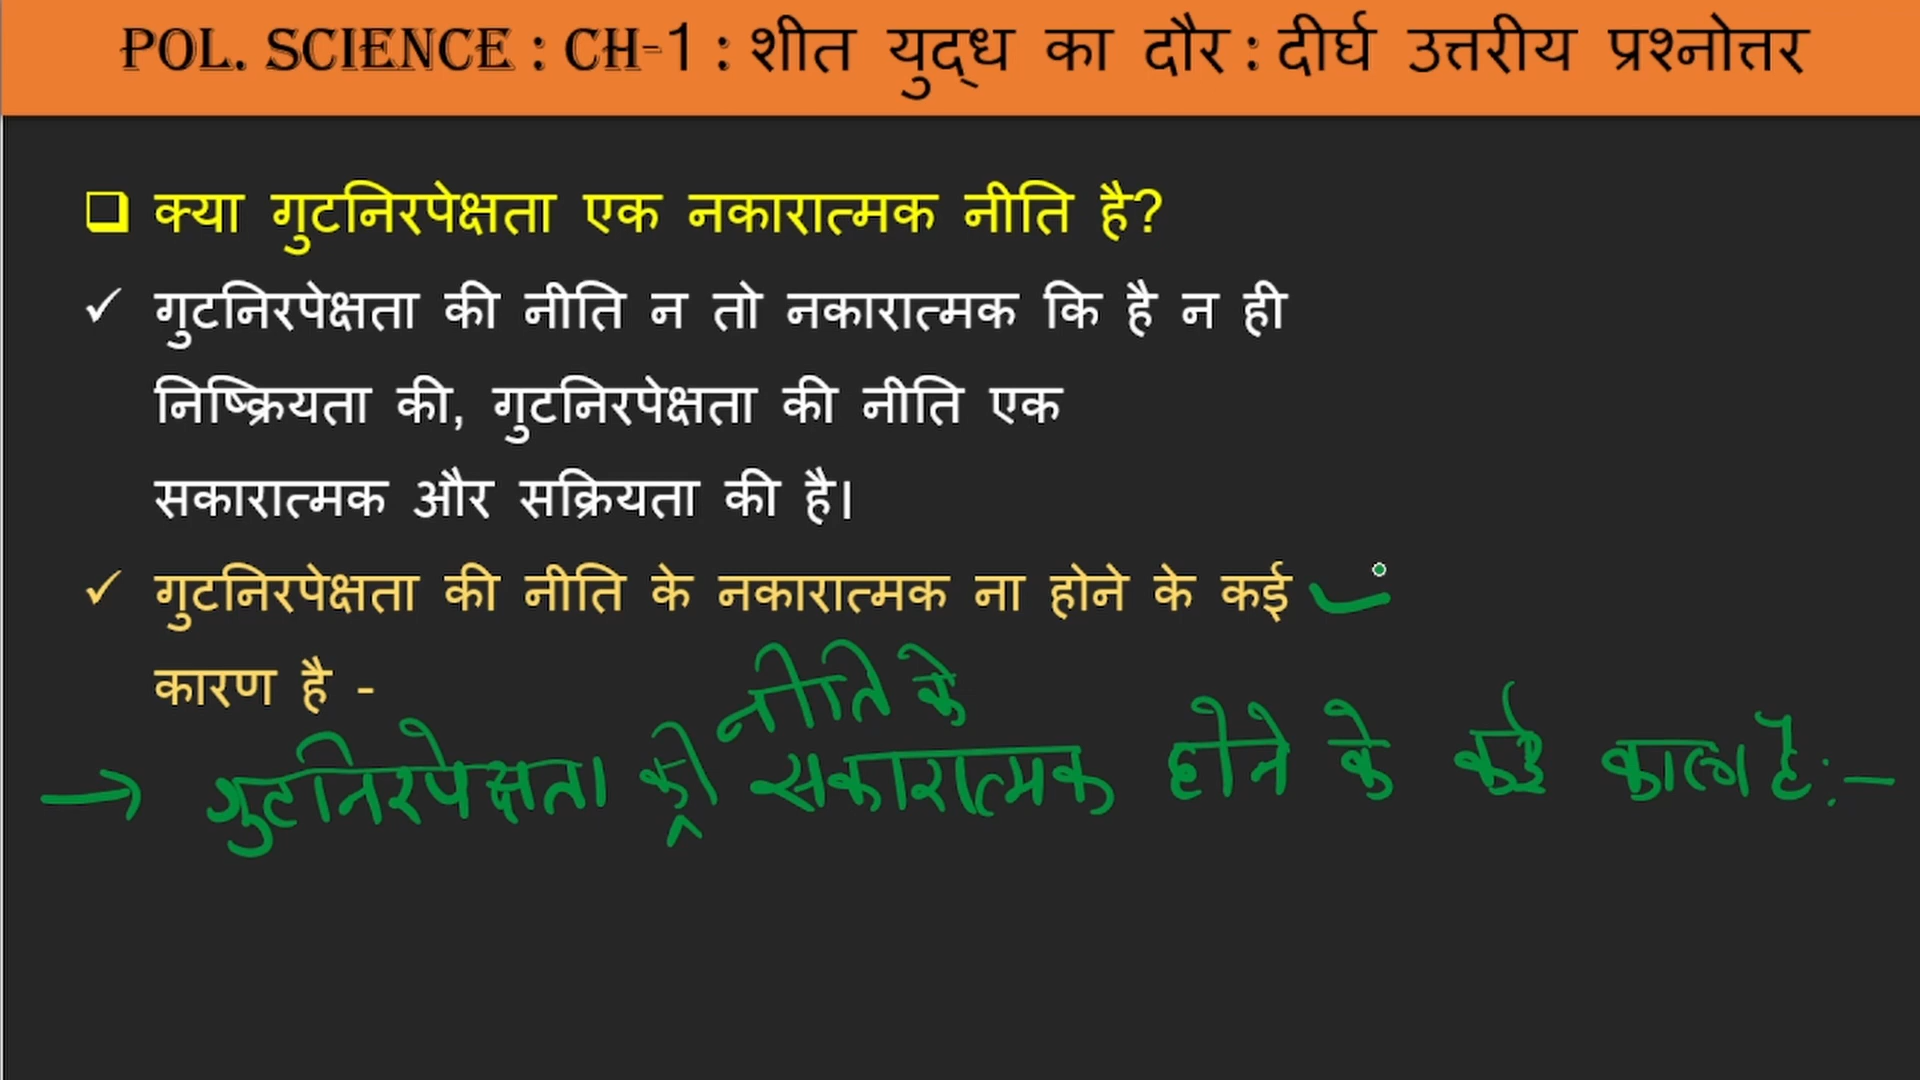 POL. SCIENCE : CH-1 : शीत युद्ध का दौर : दीर्घ उत्तरीय प्रश्नोत्तर
क्या गुटनिरपेक्षता एक नकारात्मक नीति है?
✓ गुटनिरपेक्षता की नीति न तो नकारात्मक कि है न ही
निष्क्रियता की, गुटनिरपेक्षता की नीति एक
सकारात्मक और सक्रियता की है।
✓ गुटनिरपेक्षता की नीति के नकारात्मक ना होने के कई
कारण है -
नीति के
→ गुटनिरपेक्षता की सकारात्मक होने के कई कारण है:-